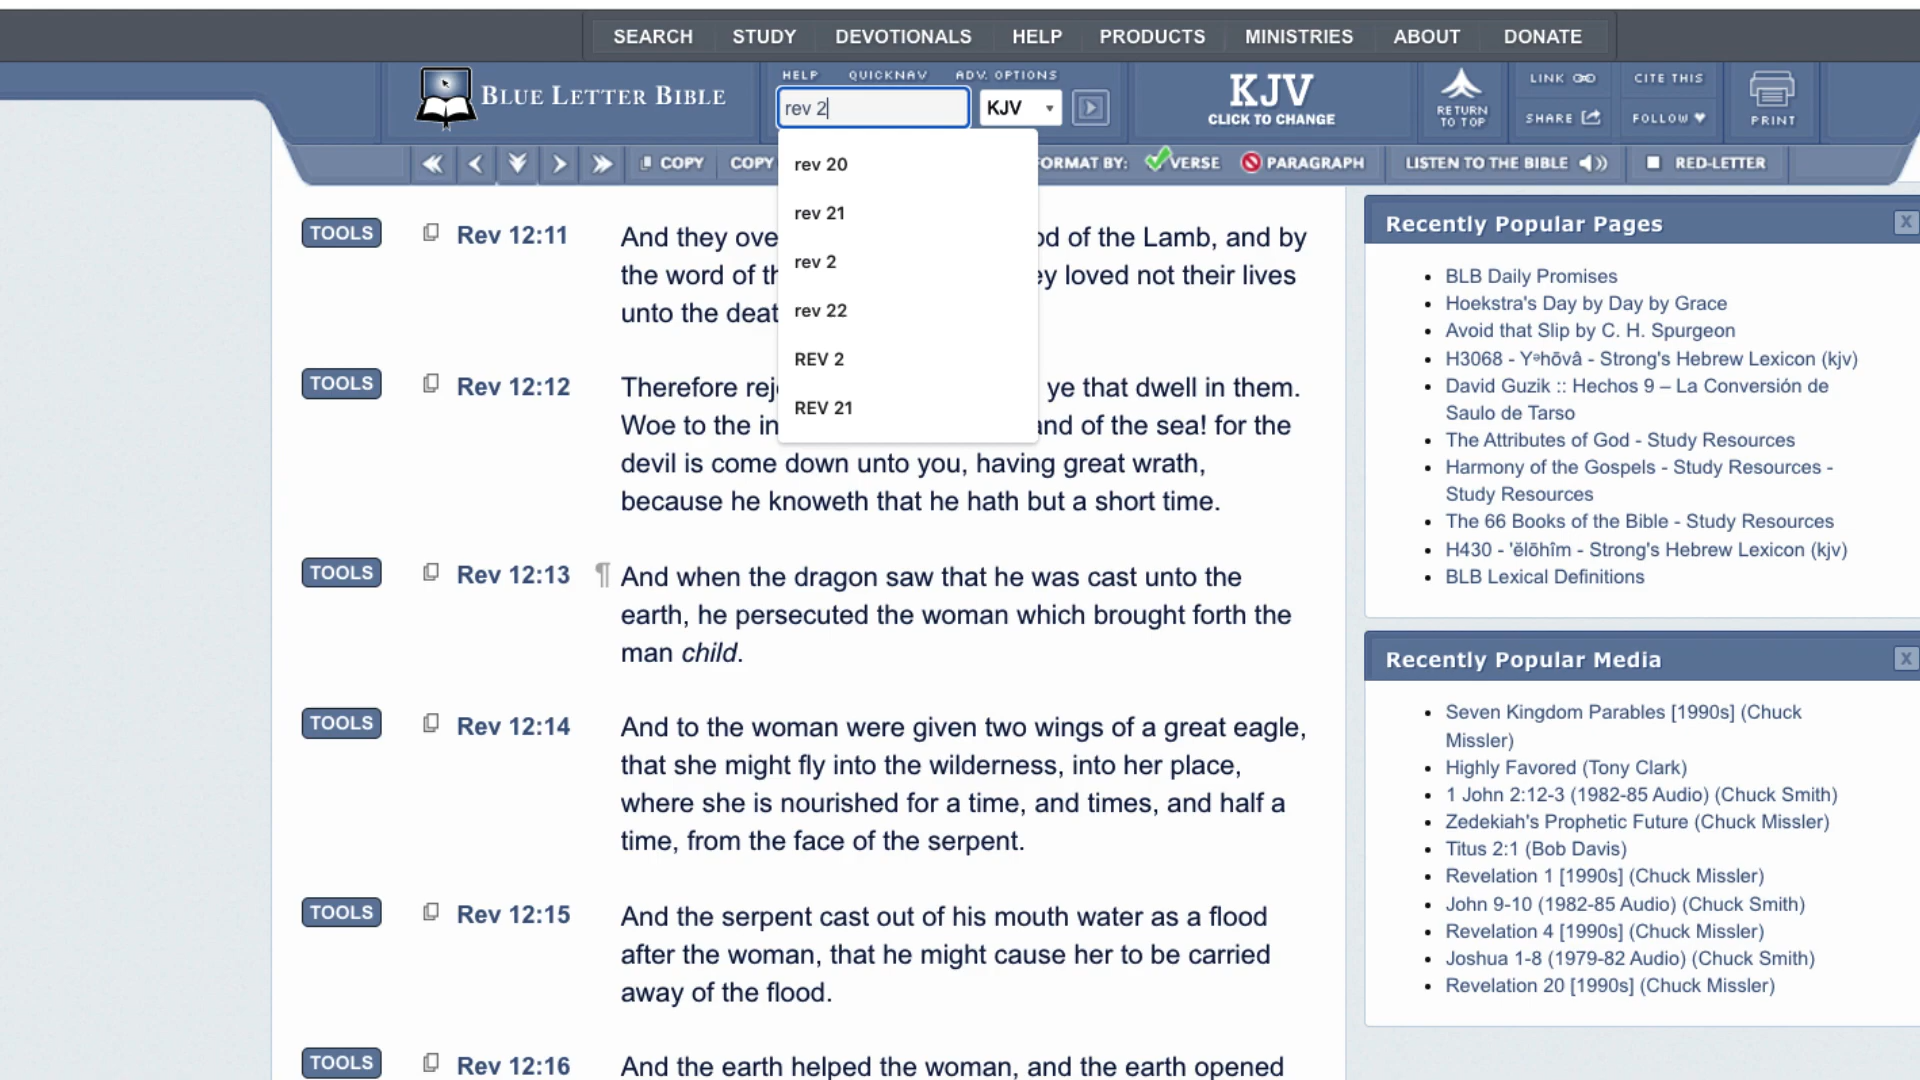 SEARCH STUDY DEVOTIONALS HELP PRODUCTS MINISTRIES ABOUT DONATE
BLUE LETTER BIBLE
HELP QUICKNAV ADV. OPTIONS
rev 2 KJV
KJV
CLICK TO CHANGE
RETURN
TO TOP
LINK
SHARE
CITE THIS
FOLLOW
PRINT
COPY COPY FORMAT BY: VERSE PARAGRAPH LISTEN TO THE BIBLE RED-LETTER
rev 20
rev 21
rev 2
rev 22
REV 2
REV 21
TOOLS Rev 12:11 And they ove od of the Lamb, and by
the word of th ey loved not their lives
unto the deat
TOOLS Rev 12:12 Therefore rej ye that dwell in them.
Woe to the in and of the sea! for the
devil is come down unto you, having great wrath,
because he knoweth that he hath but a short time.
TOOLS Rev 12:13 ¶ And when the dragon saw that he was cast unto the
earth, he persecuted the woman which brought forth the
man child.
TOOLS Rev 12:14 And to the woman were given two wings of a great eagle,
that she might fly into the wilderness, into her place,
where she is nourished for a time, and times, and half a
time, from the face of the serpent.
TOOLS Rev 12:15 And the serpent cast out of his mouth water as a flood
after the woman, that he might cause her to be carried
away of the flood.
TOOLS Rev 12:16 And the earth helped the woman, and the earth opened
Recently Popular Pages X
BLB Daily Promises
Hoekstra's Day by Day by Grace
Avoid that Slip by C. H. Spurgeon
H3068 - Yᵊhōvâ - Strong's Hebrew Lexicon (kjv)
David Guzik :: Hechos 9 – La Conversión de
Saulo de Tarso
The Attributes of God - Study Resources
Harmony of the Gospels - Study Resources -
Study Resources
The 66 Books of the Bible - Study Resources
H430 - 'ĕlōhîm - Strong's Hebrew Lexicon (kjv)
BLB Lexical Definitions
Recently Popular Media X
Seven Kingdom Parables [1990s] (Chuck
Missler)
Highly Favored (Tony Clark)
1 John 2:12-3 (1982-85 Audio) (Chuck Smith)
Zedekiah's Prophetic Future (Chuck Missler)
Titus 2:1 (Bob Davis)
Revelation 1 [1990s] (Chuck Missler)
John 9-10 (1982-85 Audio) (Chuck Smith)
Revelation 4 [1990s] (Chuck Missler)
Joshua 1-8 (1979-82 Audio) (Chuck Smith)
Revelation 20 [1990s] (Chuck Missler)